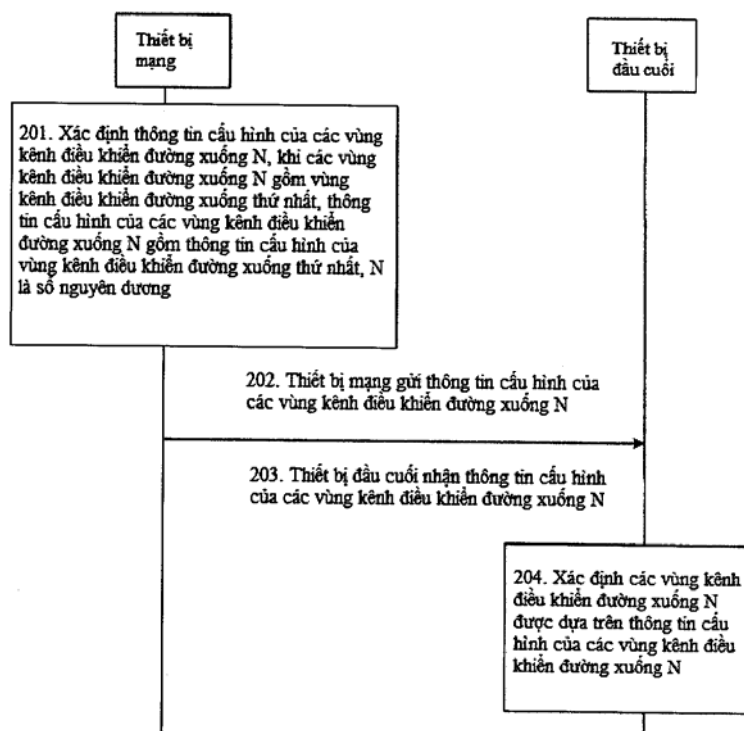 Thiết bị
mạng
Thiết bị
đầu cuối
201. Xác định thông tin cấu hình của các vùng
kênh điều khiển đường xuống N, khi các vùng
kênh điều khiển đường xuống N gồm vùng
kênh điều khiển đường xuống thứ nhất, thông
tin cấu hình của các vùng kênh điều khiển
đường xuống N gồm thông tin cấu hình của
vùng kênh điều khiển đường xuống thứ nhất, N
là số nguyên dương
202. Thiết bị mạng gửi thông tin cấu hình của
các vùng kênh điều khiển đường xuống N
203. Thiết bị đầu cuối nhận thông tin cấu hình
của các vùng kênh điều khiển đường xuống N
204. Xác định các vùng kênh
điều khiển đường xuống N
được dựa trên thông tin cấu
hình của các vùng kênh điều
khiển đường xuống N